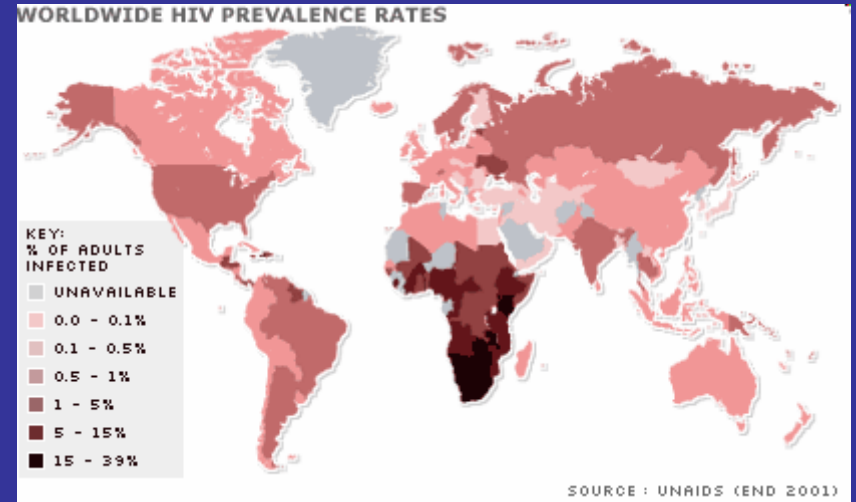 WORLDWIDE HIV PREVALENCE RATES
KEY:
% OF ADULTS
INFECTED
UNAVAILABLE
0.0 - 0.1%
0.1 - 0.5%
0.5 - 1%
1 - 5%
5 - 15%
15 - 39%
SOURCE : UNAIDS (END 2001)